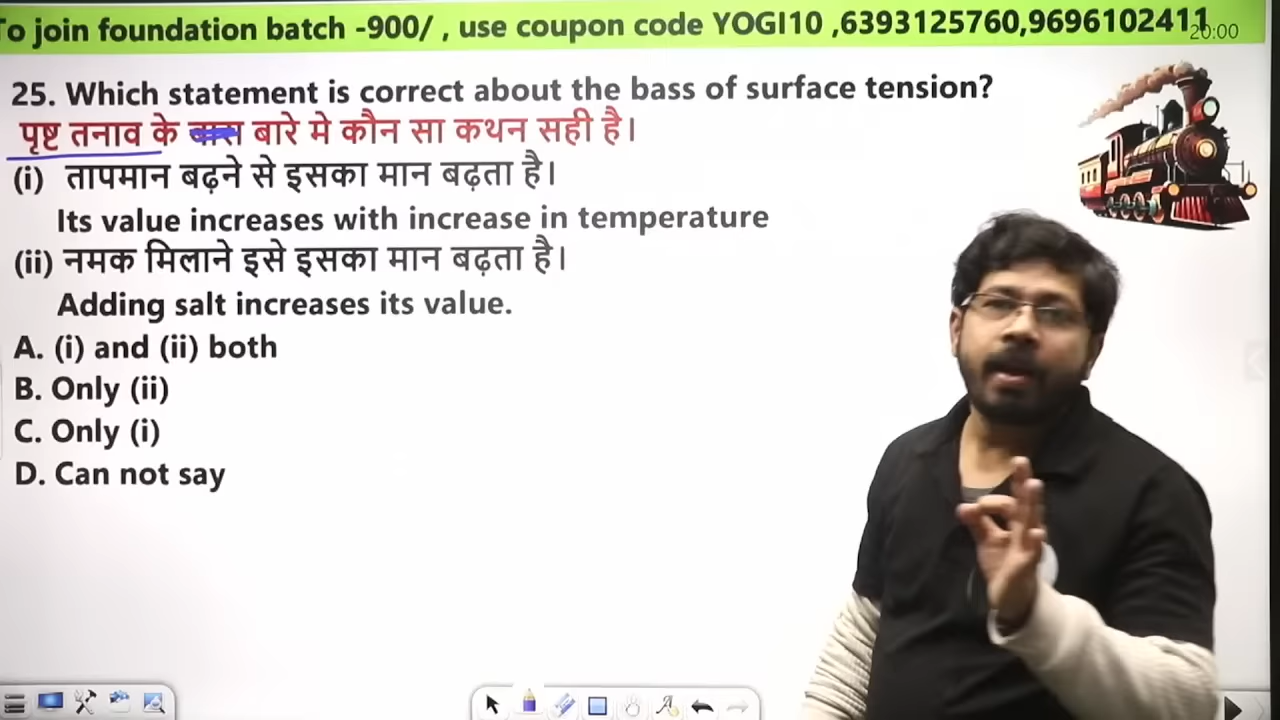 To join foundation batch -900/ , use coupon code YOGI10 ,6393125760,9696102411
20:00
25. Which statement is correct about the bass of surface tension?
पृष्ट तनाव के बास बारे मे कौन सा कथन सही है।
(i) तापमान बढ़ने से इसका मान बढ़ता है।
Its value increases with increase in temperature
(ii) नमक मिलाने इसे इसका मान बढ़ता है।
Adding salt increases its value.
A. (i) and (ii) both
B. Only (ii)
C. Only (i)
D. Can not say